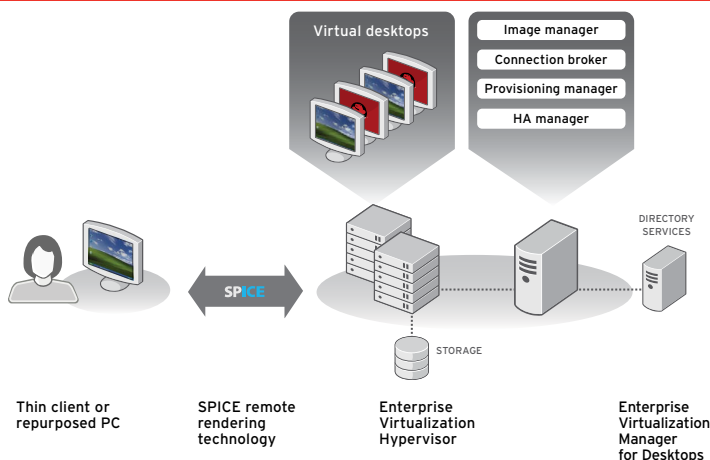 Virtual desktops
Image manager
Connection broker
Provisioning manager
HA manager
DIRECTORY
SERVICES
SPICE
STORAGE
Thin client or
repurposed PC
SPICE remote
rendering
technology
Enterprise
Virtualization
Hypervisor
Enterprise
Virtualization
Manager
for Desktops